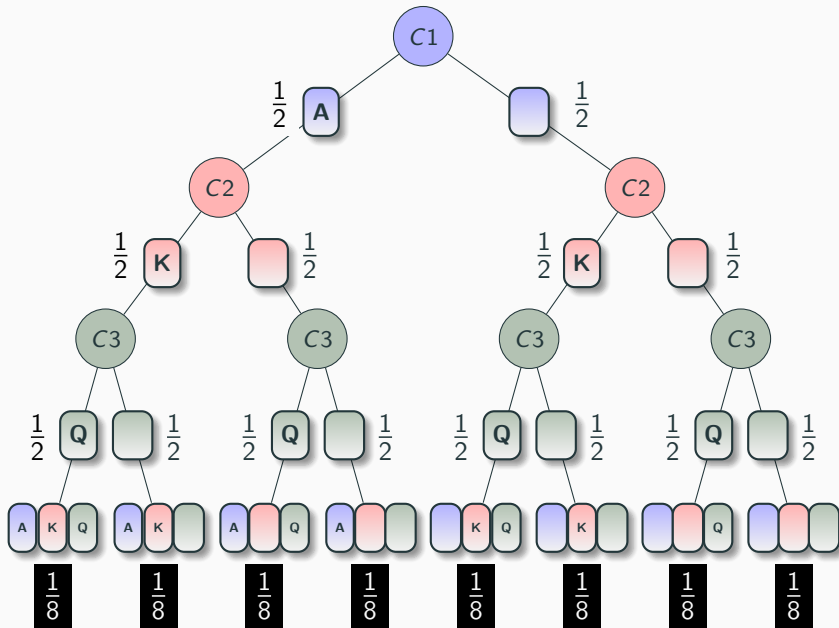 C1
1/2 A 1/2
C2 C2
1/2 K 1/2 1/2 K 1/2
C3 C3 C3 C3
1/2 Q 1/2 1/2 Q 1/2 1/2 Q 1/2 1/2 Q 1/2
A K Q A K A Q A K Q K Q
1/8 1/8 1/8 1/8 1/8 1/8 1/8 1/8